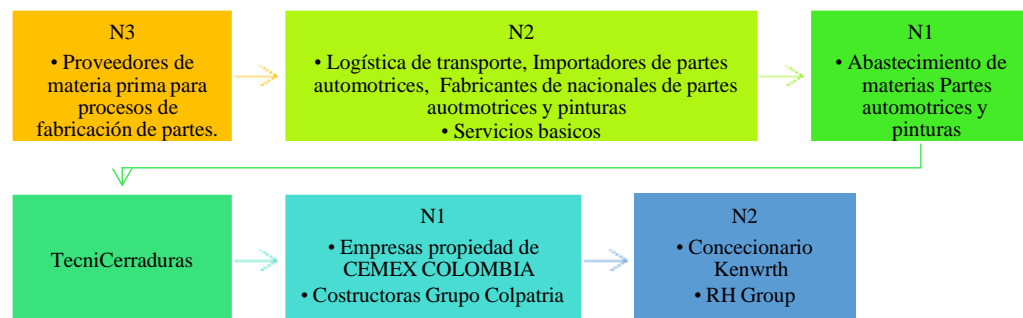 N3
• Proveedores de
materia prima para
procesos de
fabricación de partes.
N2
• Logística de transporte, Importadores de partes
automotrices, Fabricantes de nacionales de partes
auotmotrices y pinturas
• Servicios basicos
N1
• Abastecimiento de
materias Partes
automotrices y
pinturas
TecniCerraduras
N1
• Empresas propiedad de
CEMEX COLOMBIA
• Costructoras Grupo Colpatria
N2
• Concecionario
Kenwrth
• RH Group